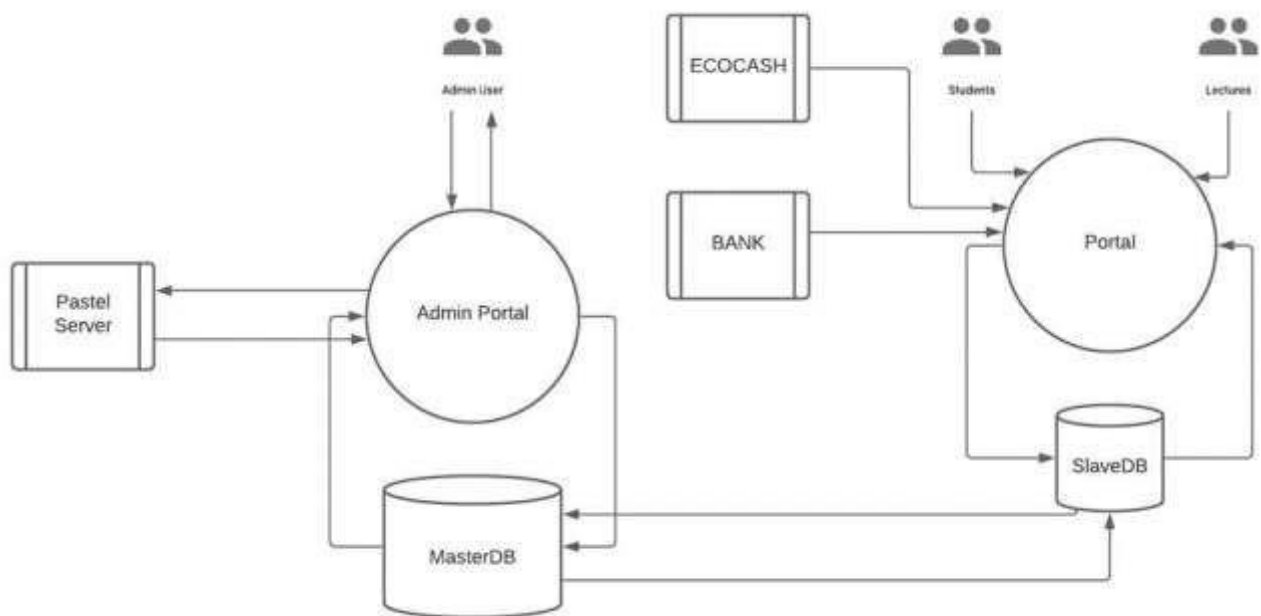 Admin User
ECOCASH
Students
Lectures
BANK
Portal
Pastel
Server
Admin Portal
SlaveDB
MasterDB